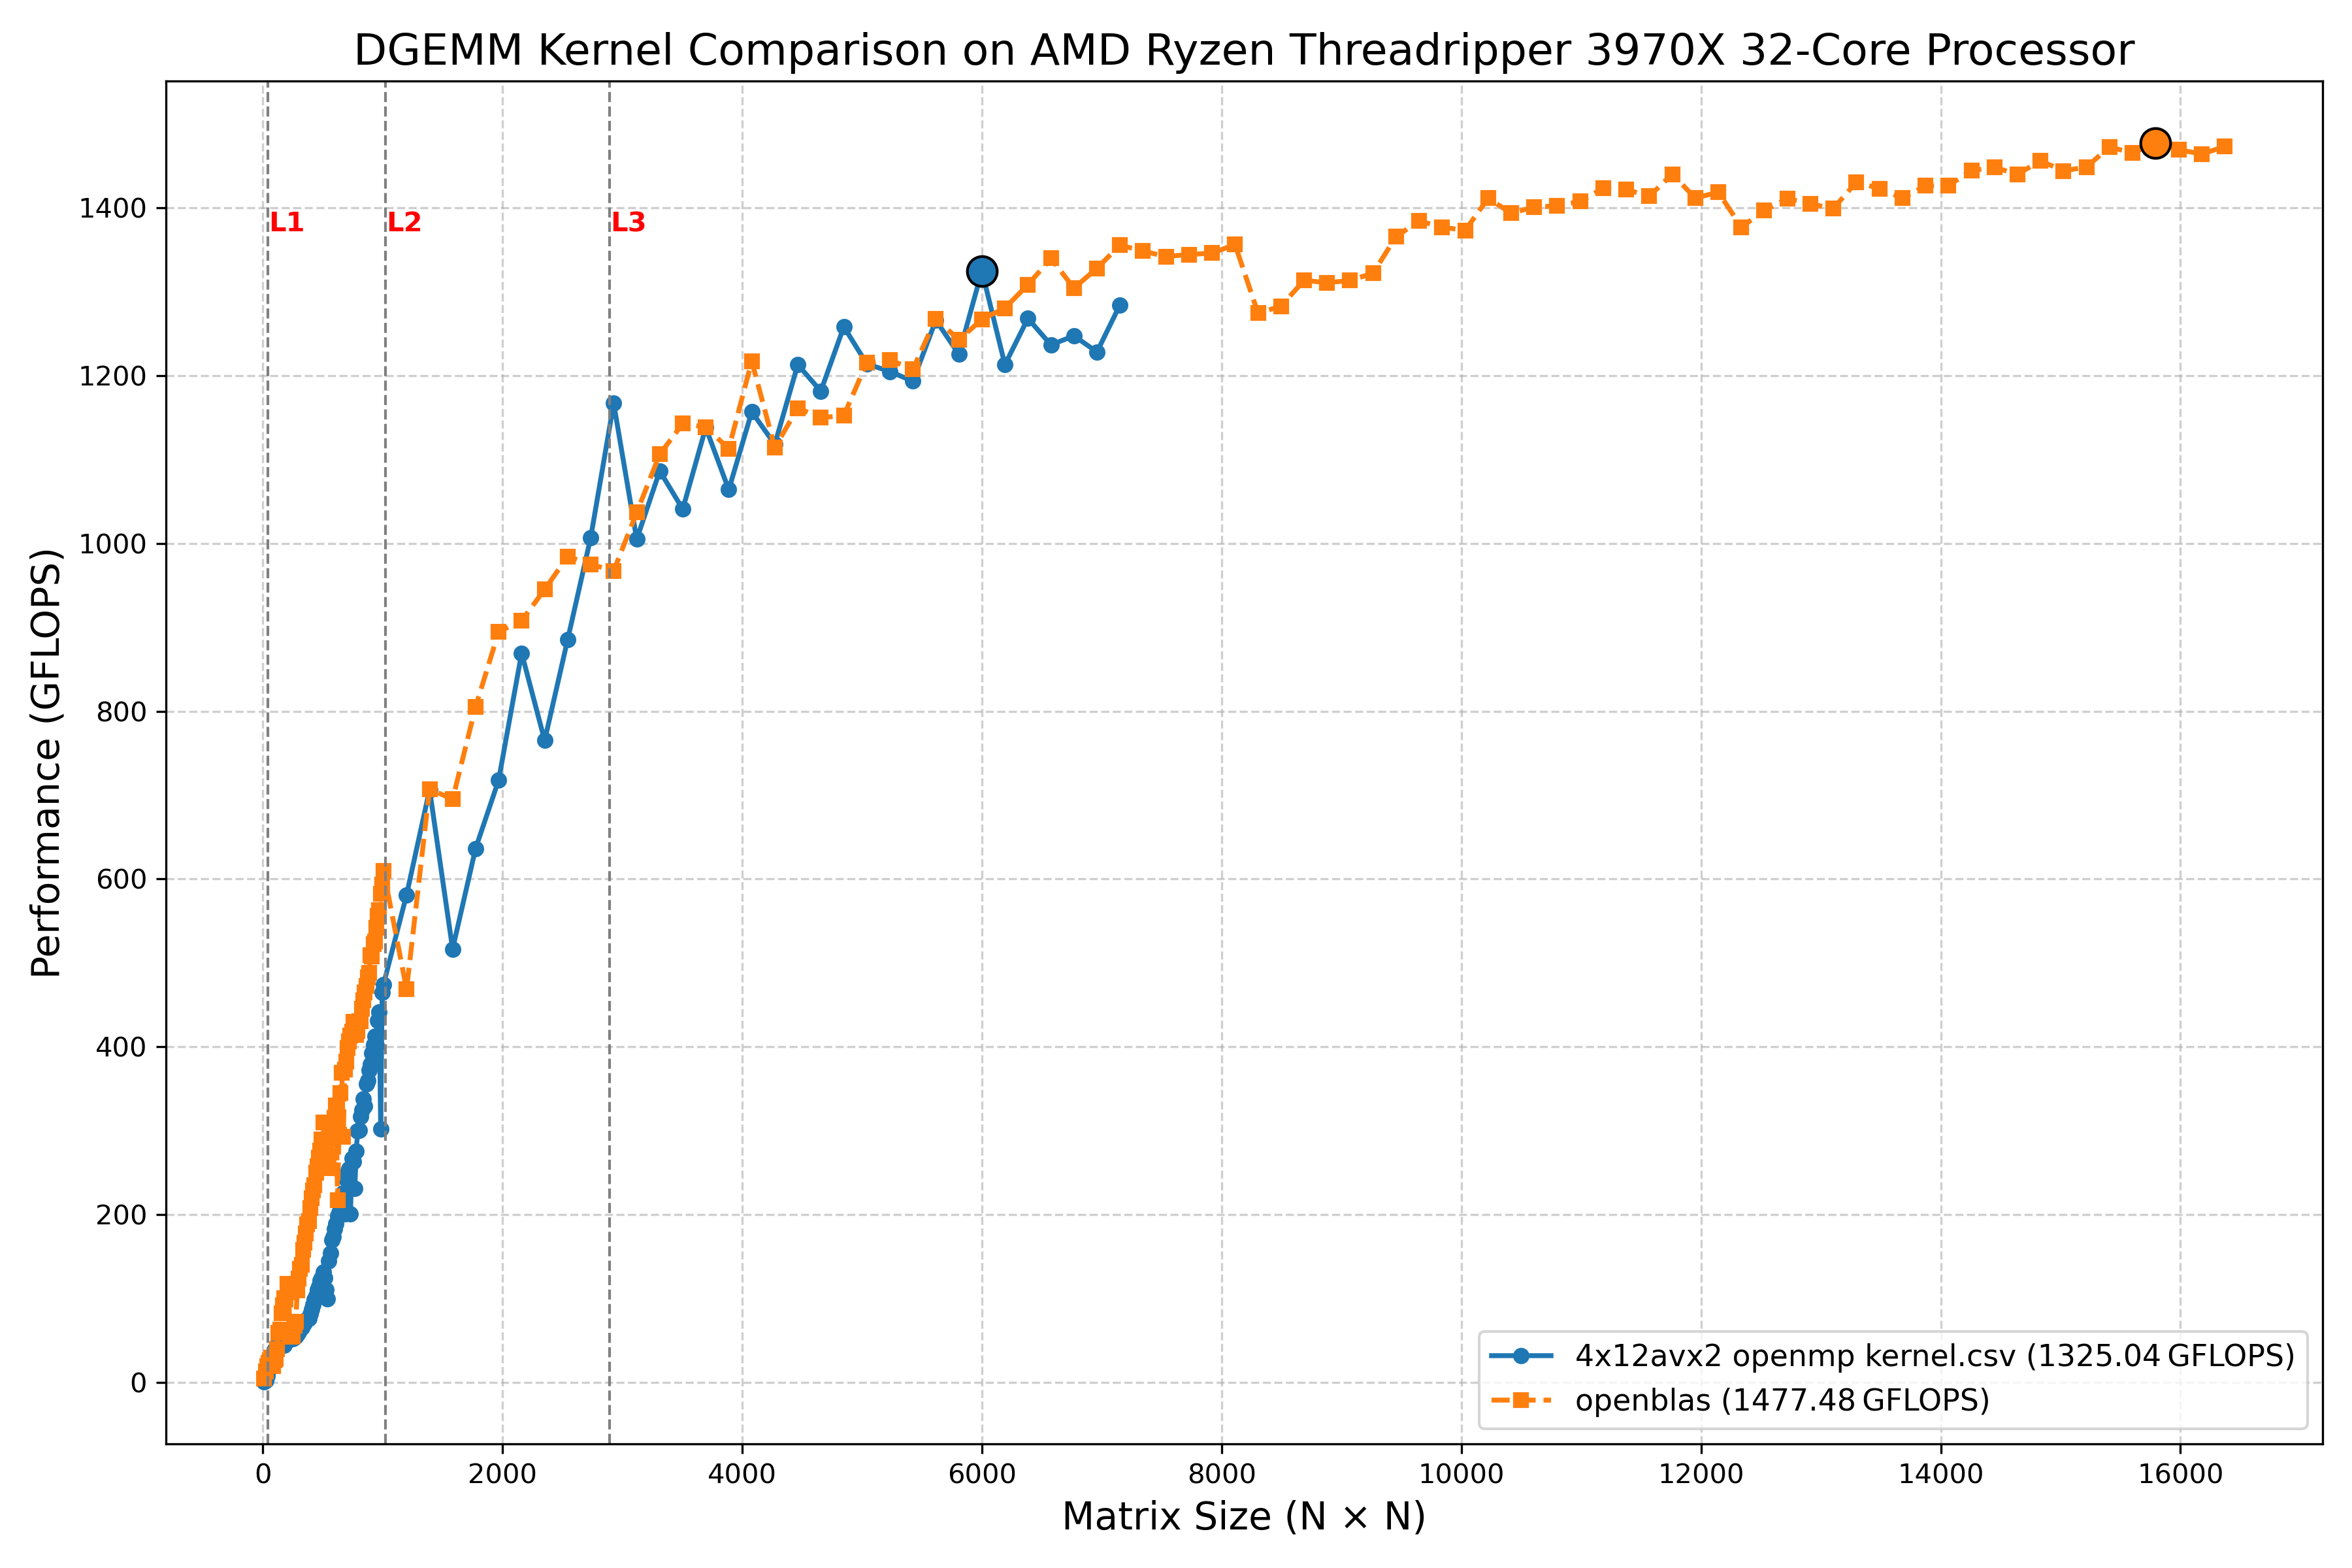 DGEMM Kernel Comparison on AMD Ryzen Threadripper 3970X 32-Core Processor
Performance (GFLOPS)
1400
1200
1000
800
600
400
200
0
L1
L2
L3
4x12avx2 openmp kernel.csv (1325.04 GFLOPS)
openblas (1477.48 GFLOPS)
0
2000
4000
6000
8000
10000
12000
14000
16000
Matrix Size (N × N)